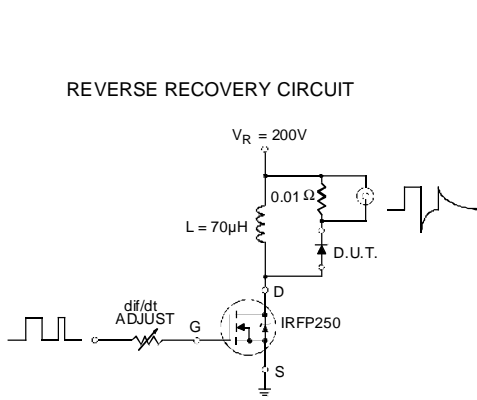 REVERSE RECOVERY CIRCUIT
V_R = 200V
0.01 Ω
L = 70µH
D.U.T.
D
dif/dt
ADJUST
G
IRFP250
S